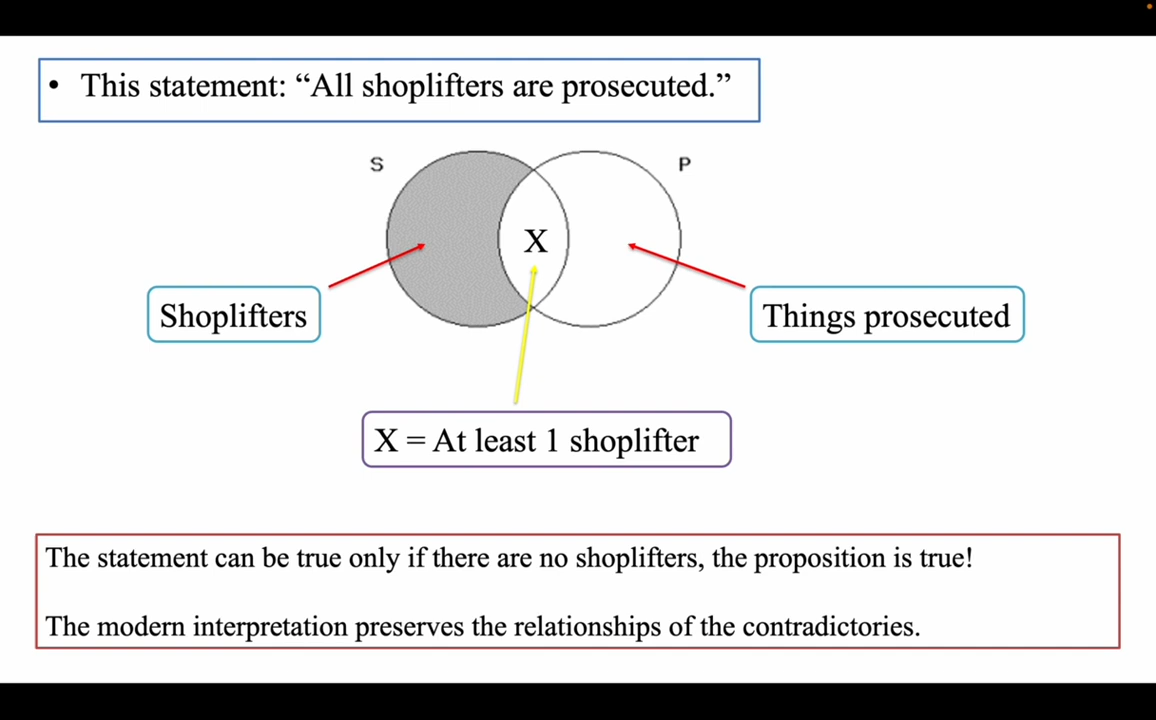 • This statement: “All shoplifters are prosecuted.”
S
P
X
Shoplifters
Things prosecuted
X = At least 1 shoplifter
The statement can be true only if there are no shoplifters, the proposition is true!
The modern interpretation preserves the relationships of the contradictories.